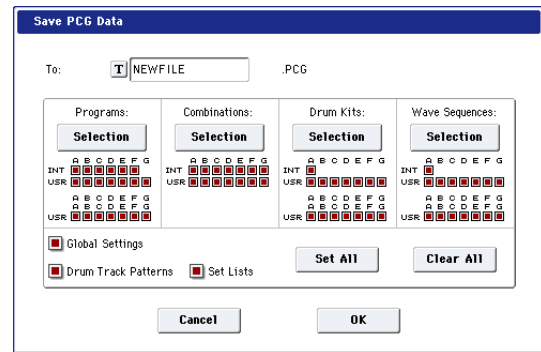 Save PCG Data
To: T NEWFILE .PCG
Programs: Combinations: Drum Kits: Wave Sequences:
Selection Selection Selection Selection
A B C D E F G A B C D E F G A B C D E F G A B C D E F G
INT INT INT INT
USR USR USR USR
A B C D E F G A B C D E F G A B C D E F G
A B C D E F G A B C D E F G A B C D E F G
USR USR USR
Global Settings
Drum Track Patterns Set Lists Set All Clear All
Cancel OK